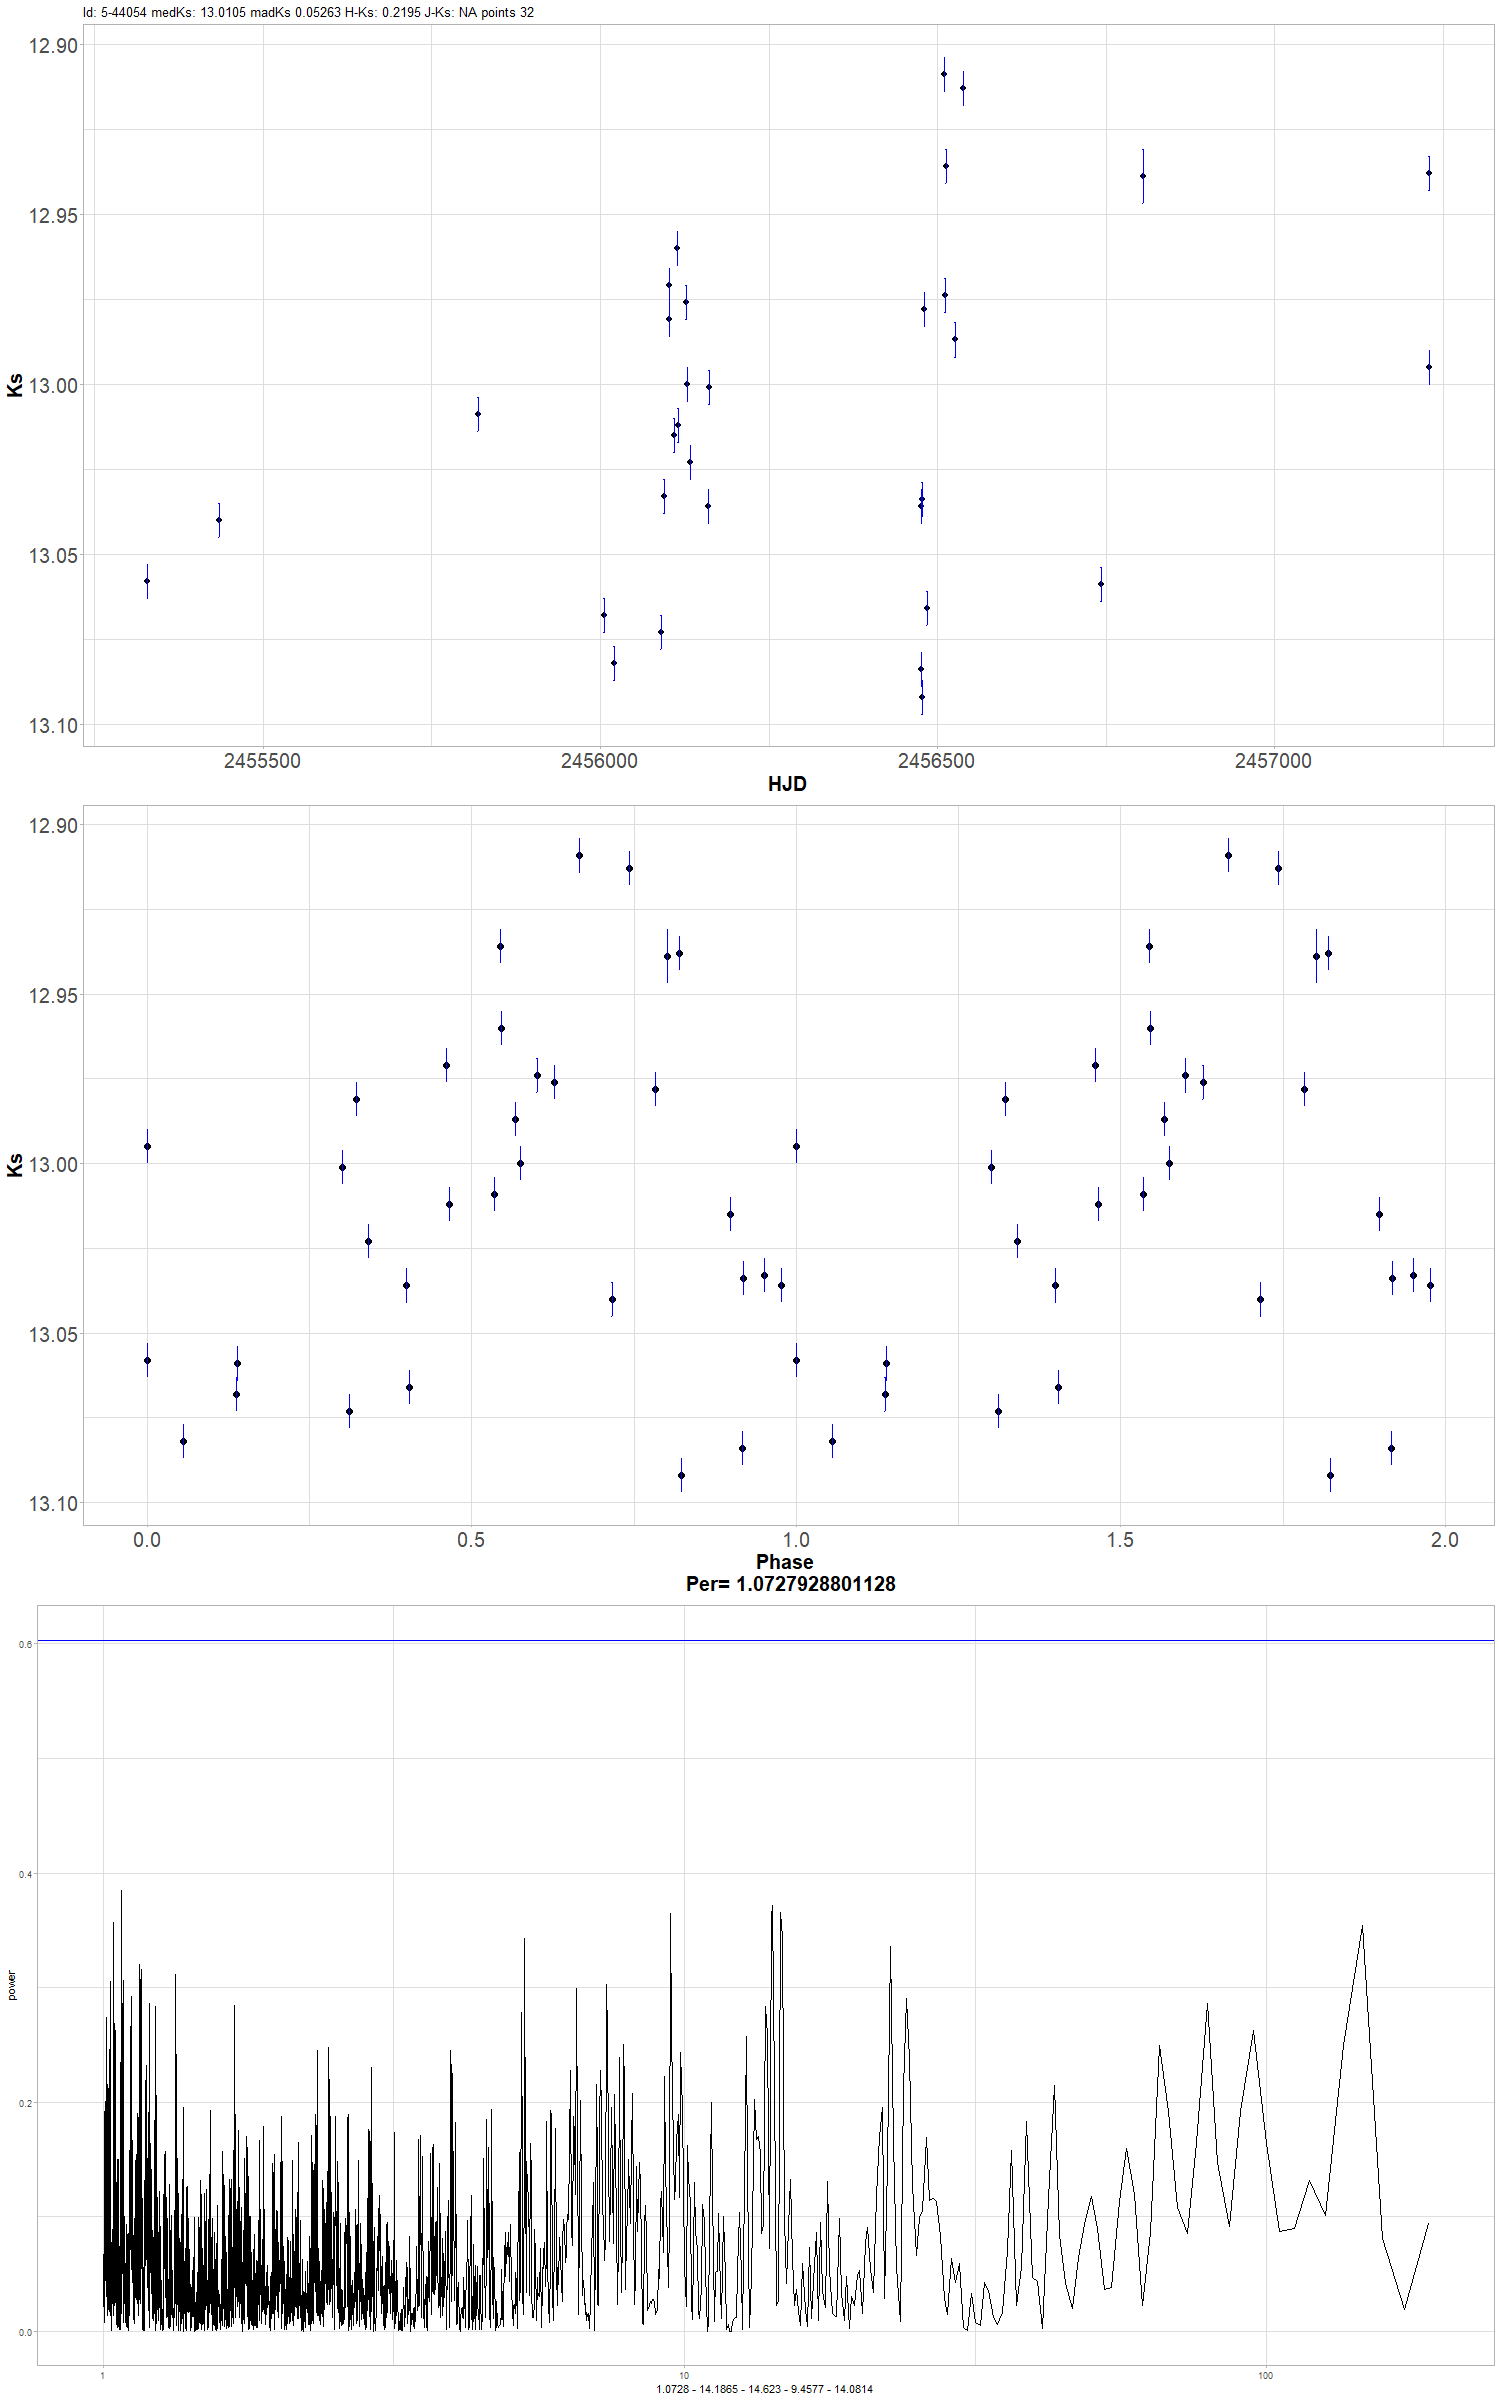 Id: 5-44054 medKs: 13.0105 madKs 0.05263 H-Ks: 0.2195 J-Ks: NA points 32
12.90
12.95
13.00
13.05
13.10
Ks
2455500 2456000 2456500 2457000
HJD
12.90
12.95
13.00
13.05
13.10
Ks
0.0 0.5 1.0 1.5 2.0
Phase
Per= 1.0727928801128
0.6
0.4
0.2
0.0
power
1 10 100
1.0728 - 14.1865 - 14.623 - 9.4577 - 14.0814